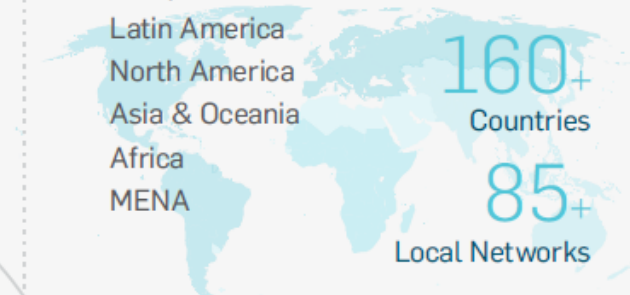 Latin America
North America
Asia & Oceania
Africa
MENA
160+
Countries
85+
Local Networks